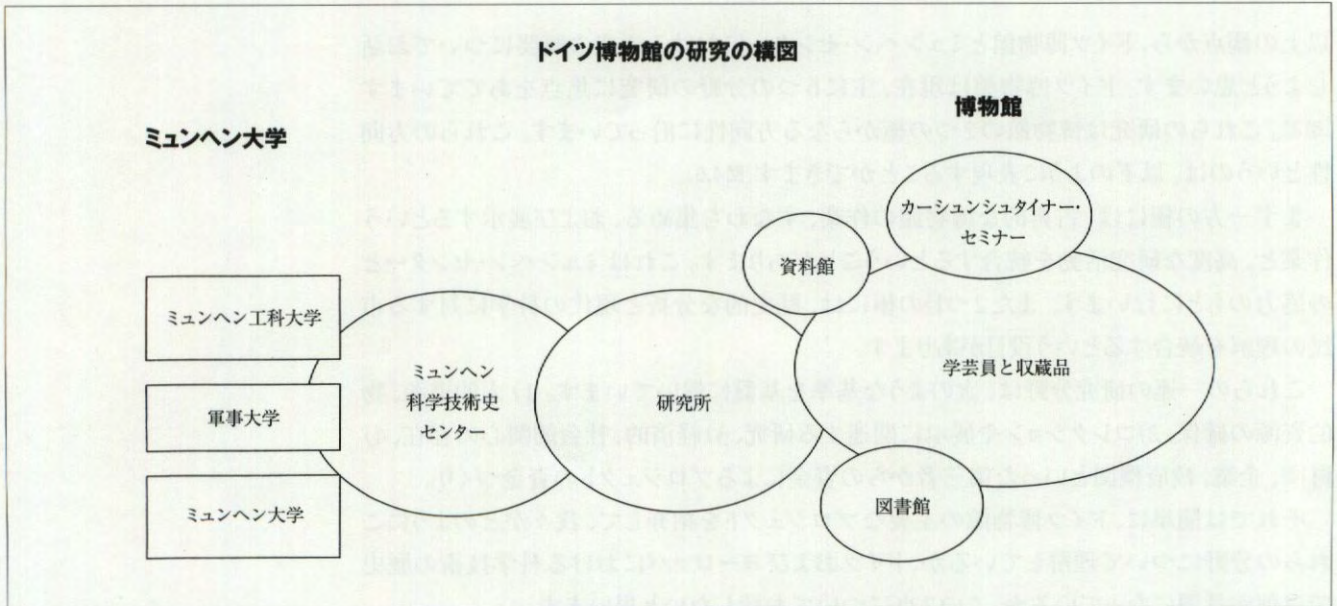 ドイツ博物館の研究の構図
博物館
ミュンヘン大学
カーシュンシュタイナー・
セミナー
資料館
ミュンヘン工科大学
ミュンヘン
科学技術史
センター
研究所
学芸員と収蔵品
軍事大学
ミュンヘン大学
図書館